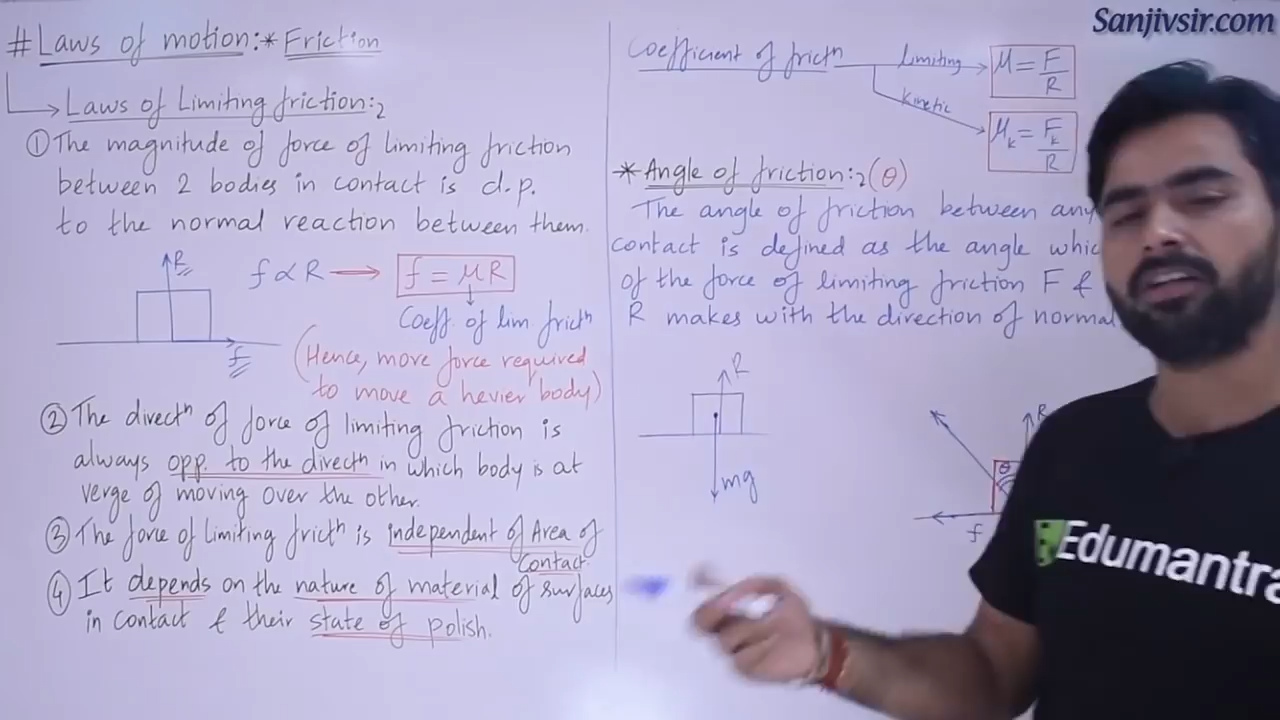 Sanjivsir.com
#Laws of motion:* Friction
Laws of Limiting friction:
① The magnitude of force of limiting friction
between 2 bodies in contact is d.p.
to the normal reaction between them.
R
f ∝ R → f = μR
f
Coeff. of lim frictⁿ
(Hence, more force required
to move a hevier body)
② The directⁿ of force of limiting friction is
always opp. to the directⁿ in which body is at
verge of moving over the other.
③ The force of limiting frictⁿ is independent of Area of
Contact.
④ It depends on the nature of material of surfaces
in contact & their state of polish.
Coefficient of frictⁿ
limiting
μ = F/R
kinetic
μk = Fk/R
* Angle of friction: (θ)
The angle of friction between any
contact is defined as the angle
of the force of limiting friction F &
R makes with the direction of normal
R
mg
R
θ
f
Edumantra